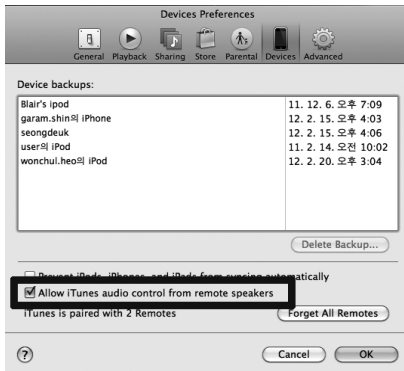 Devices Preferences
General Playback Sharing Store Parental Devices Advanced
Device backups:
Blair's ipod 11. 12. 6. 오후 7:09
garam.shin의 iPhone 12. 2. 15. 오후 4:03
seongdeuk 12. 2. 15. 오후 4:06
user의 iPod 11. 2. 14. 오전 10:02
wonchul.heo의 iPod 12. 2. 20. 오후 3:04
Delete Backup...
Prevent iPods, iPhones, and iPads from syncing automatically
Allow iTunes audio control from remote speakers
iTunes is paired with 2 Remotes Forget All Remotes
? Cancel OK